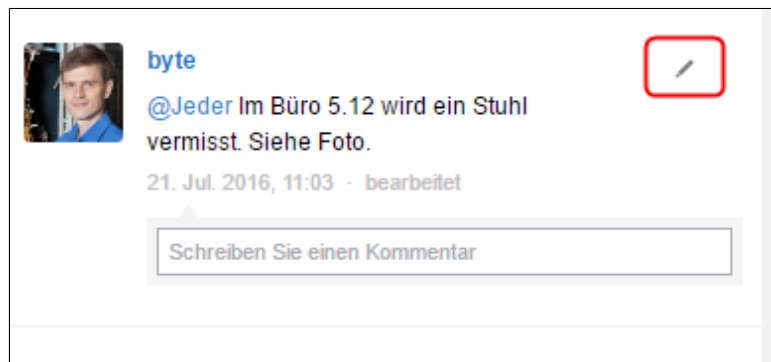 byte
@Jeder Im Büro 5.12 wird ein Stuhl
vermisst. Siehe Foto.
21. Jul. 2016, 11:03 · bearbeitet
Schreiben Sie einen Kommentar